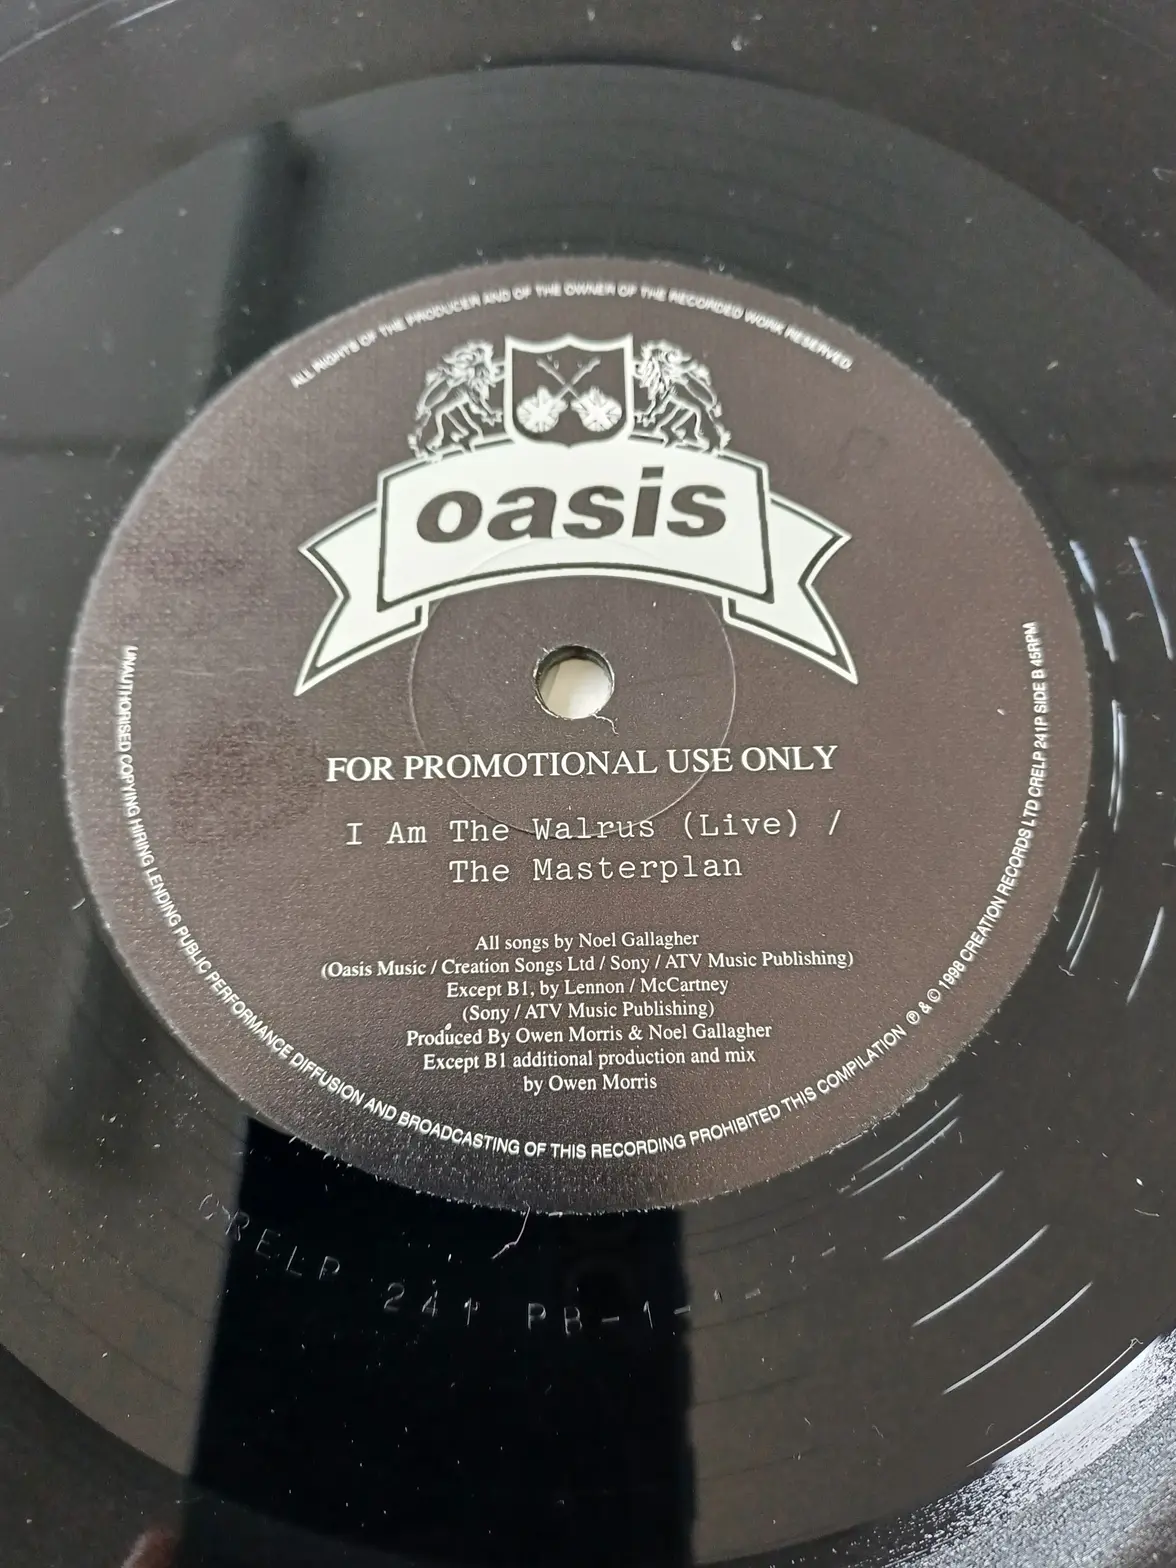 ALL RIGHTS OF THE PRODUCER AND OF THE OWNER OF THE RECORDED WORK RESERVED
oasis
FOR PROMOTIONAL USE ONLY
I Am The Walrus (Live) /
The Masterplan
All songs by Noel Gallagher
(Oasis Music / Creation Songs Ltd / Sony / ATV Music Publishing)
Except B1, by Lennon / McCartney
(Sony / ATV Music Publishing)
Produced By Owen Morris & Noel Gallagher
Except B1 additional production and mix
by Owen Morris
UNAUTHORISED COPYING HIRING LENDING PUBLIC PERFORMANCE DIFFUSION AND BROADCASTING OF THIS RECORDING PROHIBITED THIS COMPILATION ℗ & © 1998 CREATION RECORDS LTD CRELP 241P SIDE B 45RPM
CRELP 241 PB-1-